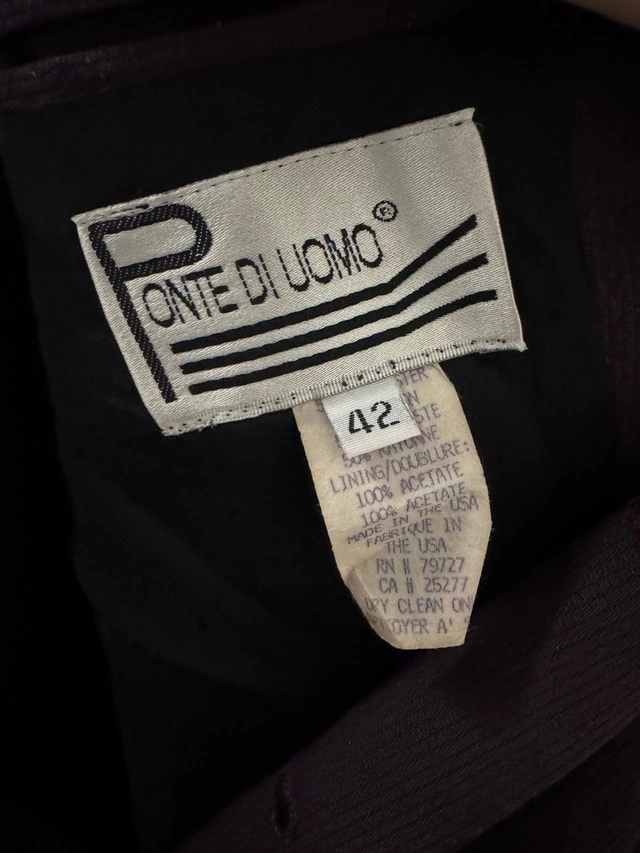 PONTE DI UOMO ®
42
LINING/DOUBLURE:
100% ACETATE
100% ACETATE
MADE IN THE USA
FABRIQUE IN
THE USA
RN # 79727
CA # 25277
CLEAN
A'